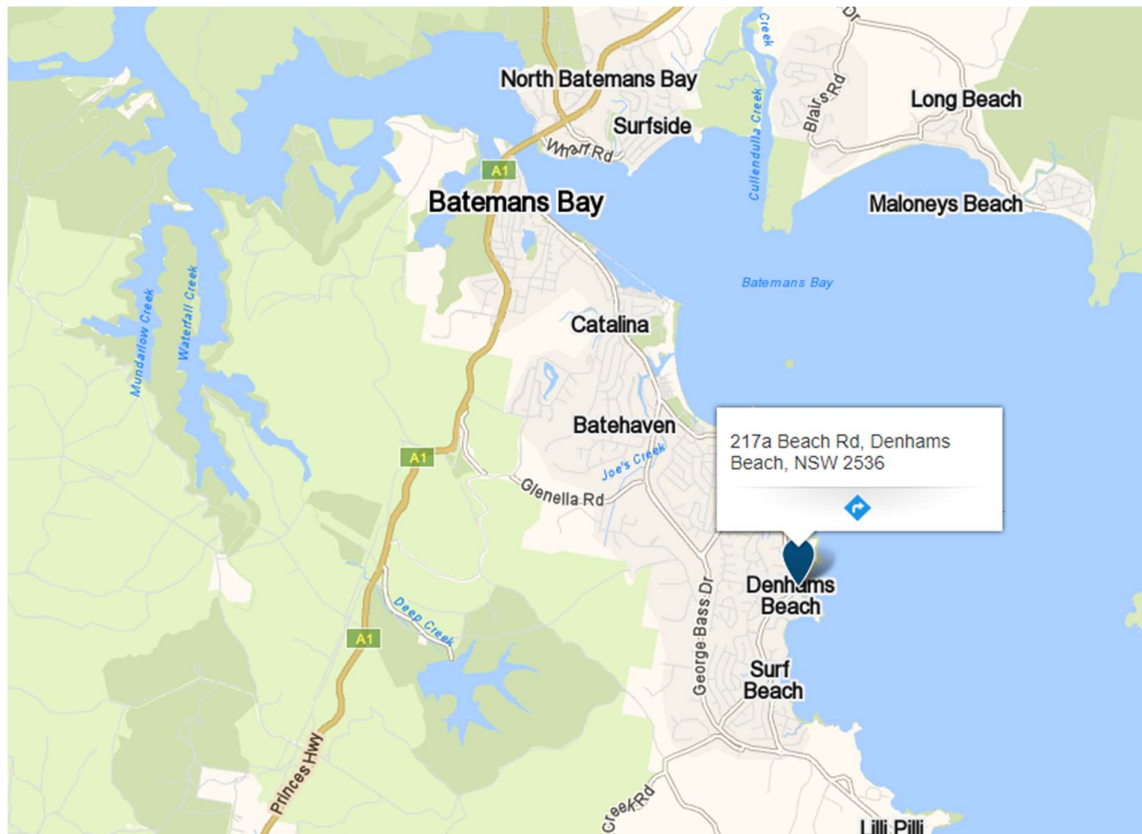 Creek
Dr
North Batemans Bay
Surfside
Wharf Rd
Cullendulla Creek
Blairs Rd
Long Beach
A1
Batemans Bay
Maloneys Beach
Mundarlow Creek
Waterfall Creek
Batemans Bay
Catalina
Batehaven
Joe's Creek
217a Beach Rd, Denhams
Beach, NSW 2536
A1
Glenella Rd
Denhams
Beach
Deep Creek
A1
George Bass Dr
Surf
Beach
Princes Hwy
Creek Rd
Lilli Pilli